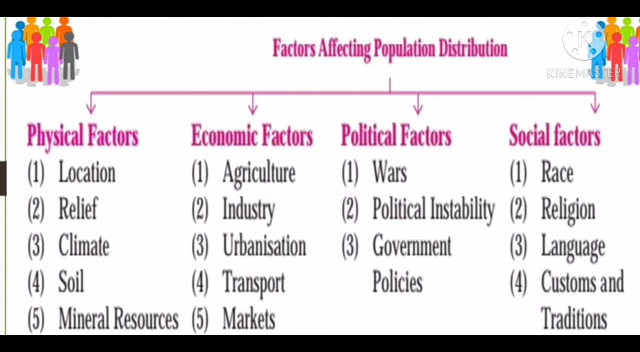 Factors Affecting Population Distribution
KINEMASTER
Physical Factors
(1) Location
(2) Relief
(3) Climate
(4) Soil
(5) Mineral Resources
Economic Factors
(1) Agriculture
(2) Industry
(3) Urbanisation
(4) Transport
(5) Markets
Political Factors
(1) Wars
(2) Political Instability
(3) Government
Policies
Social factors
(1) Race
(2) Religion
(3) Language
(4) Customs and
Traditions